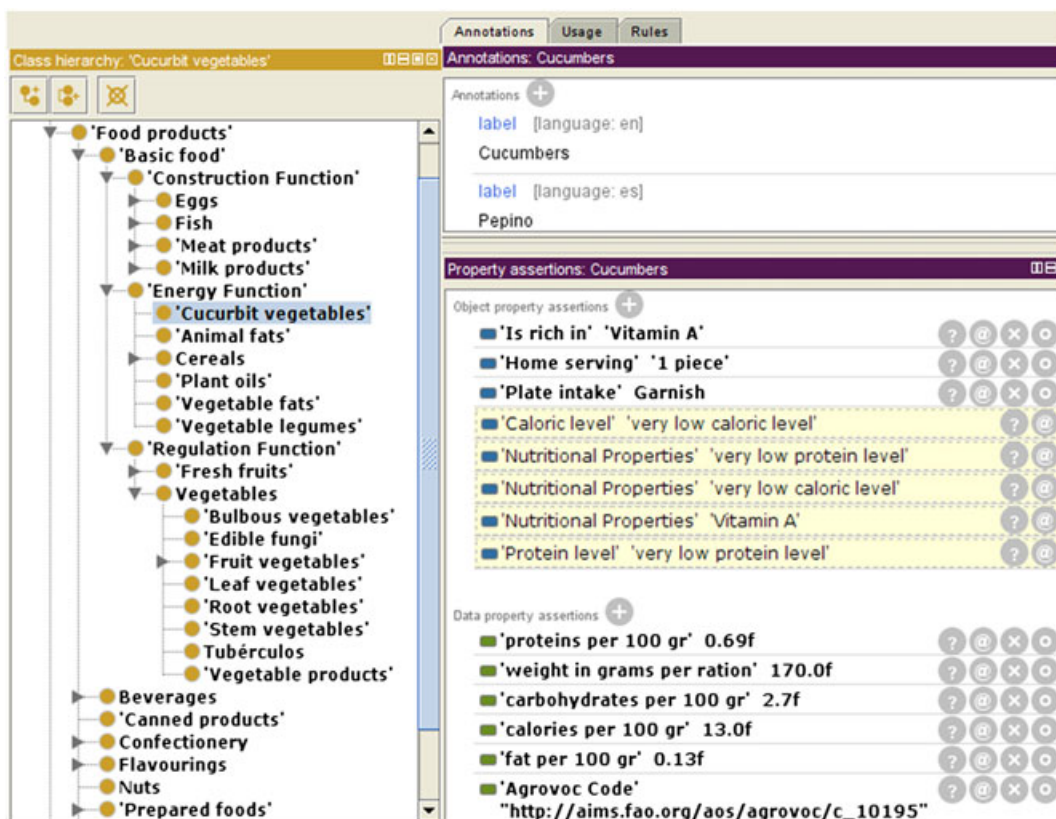 Annotations Usage Rules
Class hierarchy: 'Cucurbit vegetables'
'Food products'
'Basic food'
'Construction Function'
Eggs
Fish
'Meat products'
'Milk products'
'Energy Function'
'Cucurbit vegetables'
'Animal fats'
Cereals
'Plant oils'
'Vegetable fats'
'Vegetable legumes'
'Regulation Function'
'Fresh fruits'
Vegetables
'Bulbous vegetables'
'Edible fungi'
'Fruit vegetables'
'Leaf vegetables'
'Root vegetables'
'Stem vegetables'
Tubérculos
'Vegetable products'
Beverages
'Canned products'
Confectionery
Flavourings
Nuts
'Prepared foods'
Annotations: Cucumbers
Annotations
label [language: en]
Cucumbers
label [language: es]
Pepino
Property assertions: Cucumbers
Object property assertions
'Is rich in' 'Vitamin A'
'Home serving' '1 piece'
'Plate intake' Garnish
'Caloric level' 'very low caloric level'
'Nutritional Properties' 'very low protein level'
'Nutritional Properties' 'very low caloric level'
'Nutritional Properties' 'Vitamin A'
'Protein level' 'very low protein level'
Data property assertions
'proteins per 100 gr' 0.69f
'weight in grams per ration' 170.0f
'carbohydrates per 100 gr' 2.7f
'calories per 100 gr' 13.0f
'fat per 100 gr' 0.13f
'Agrovoc Code'
"http://aims.fao.org/aos/agrovoc/c_10195"